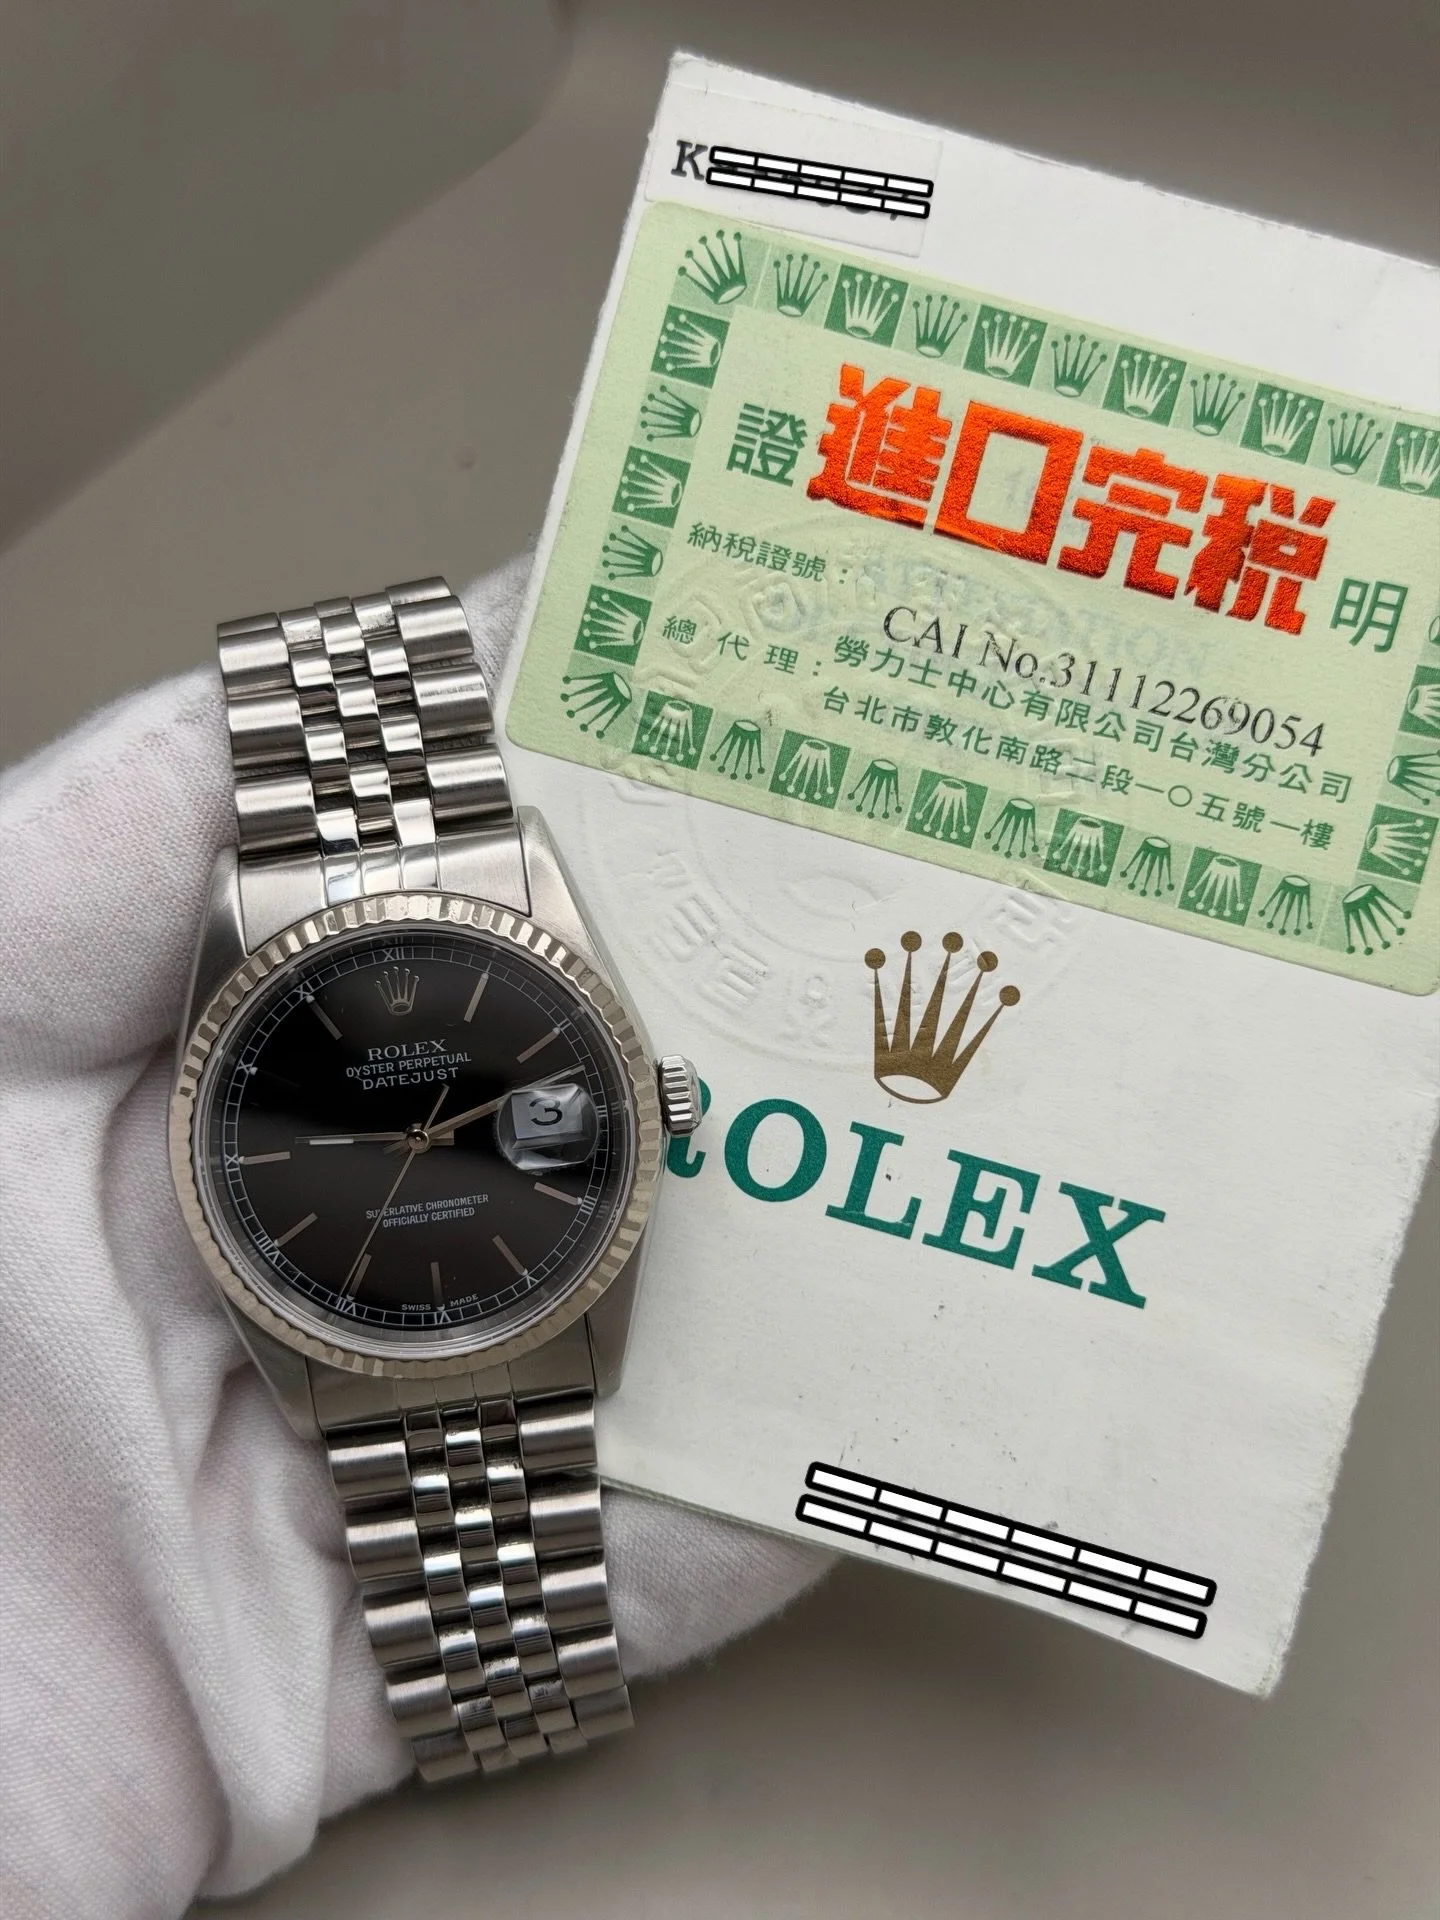 K
證 進口完稅 明
納稅證號：
CAI No.31112269054
總代理：勞力士中心有限公司台灣分公司
台北市敦化南路二段一〇五號一樓
ROLEX
XII
ROLEX
OYSTER PERPETUAL
DATEJUST
3
SUPERLATIVE CHRONOMETER
OFFICIALLY CERTIFIED
SWISS MADE